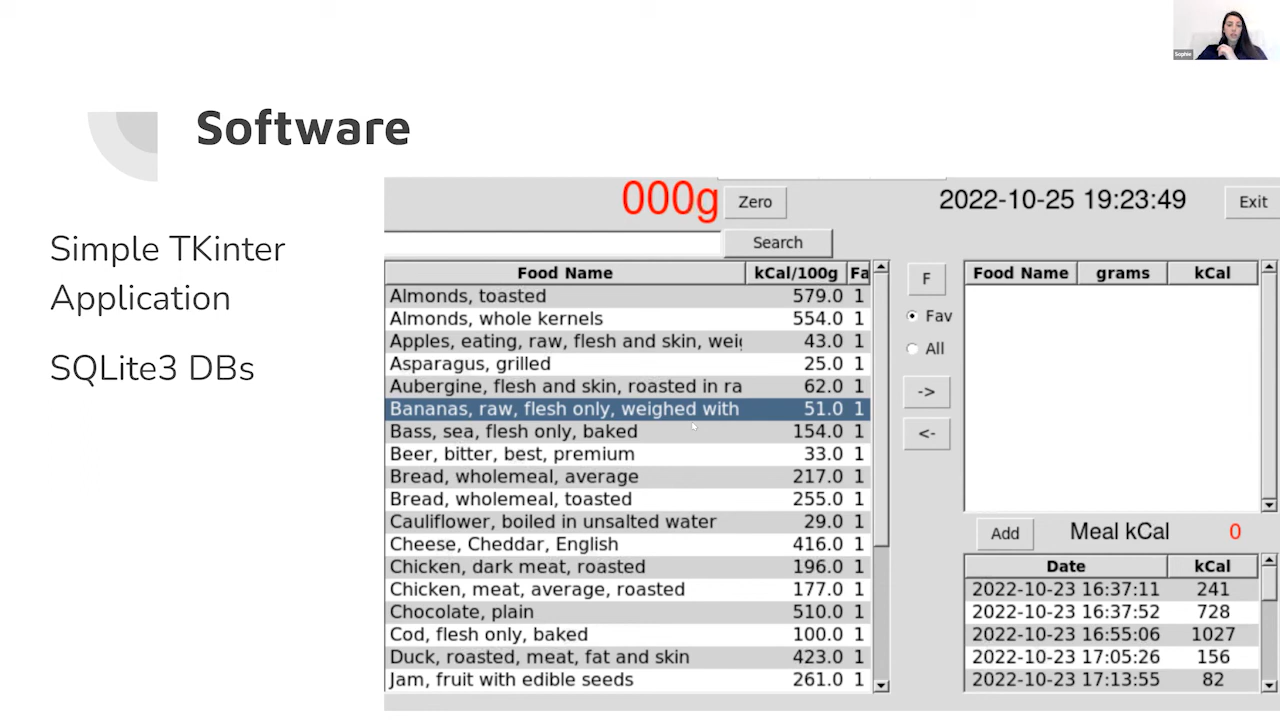 Sophie
Software
Simple TKinter
Application
SQLite3 DBs
000g Zero 2022-10-25 19:23:49 Exit
Search
Food Name kCal/100g Fa
Almonds, toasted 579.0 1
Almonds, whole kernels 554.0 1
Apples, eating, raw, flesh and skin, weig 43.0 1
Asparagus, grilled 25.0 1
Aubergine, flesh and skin, roasted in ra 62.0 1
Bananas, raw, flesh only, weighed with 51.0 1
Bass, sea, flesh only, baked 154.0 1
Beer, bitter, best, premium 33.0 1
Bread, wholemeal, average 217.0 1
Bread, wholemeal, toasted 255.0 1
Cauliflower, boiled in unsalted water 29.0 1
Cheese, Cheddar, English 416.0 1
Chicken, dark meat, roasted 196.0 1
Chicken, meat, average, roasted 177.0 1
Chocolate, plain 510.0 1
Cod, flesh only, baked 100.0 1
Duck, roasted, meat, fat and skin 423.0 1
Jam, fruit with edible seeds 261.0 1
F
Fav
All
->
<-
Food Name grams kCal
Add Meal kCal 0
Date kCal
2022-10-23 16:37:11 241
2022-10-23 16:37:52 728
2022-10-23 16:55:06 1027
2022-10-23 17:05:26 156
2022-10-23 17:13:55 82